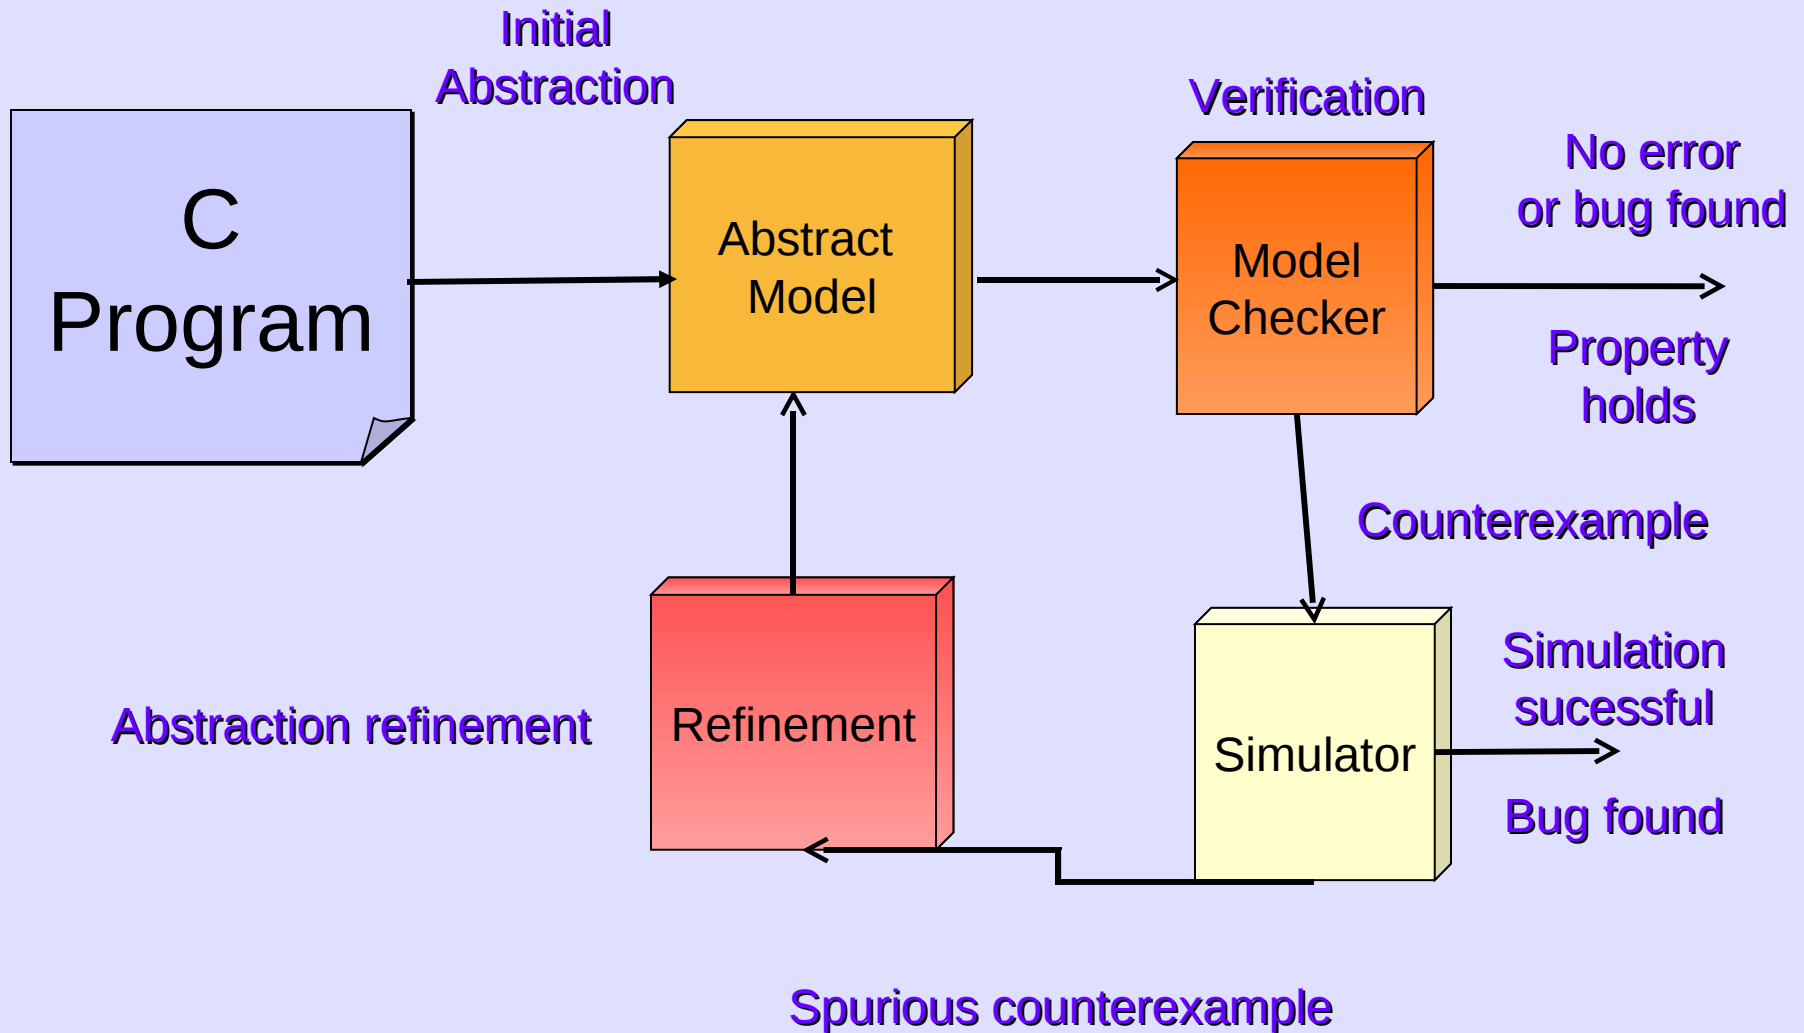 Initial
Abstraction
Verification
No error
or bug found
C
Program
Abstract
Model
Model
Checker
Property
holds
Counterexample
Simulation
sucessful
Abstraction refinement
Refinement
Simulator
Bug found
Spurious counterexample